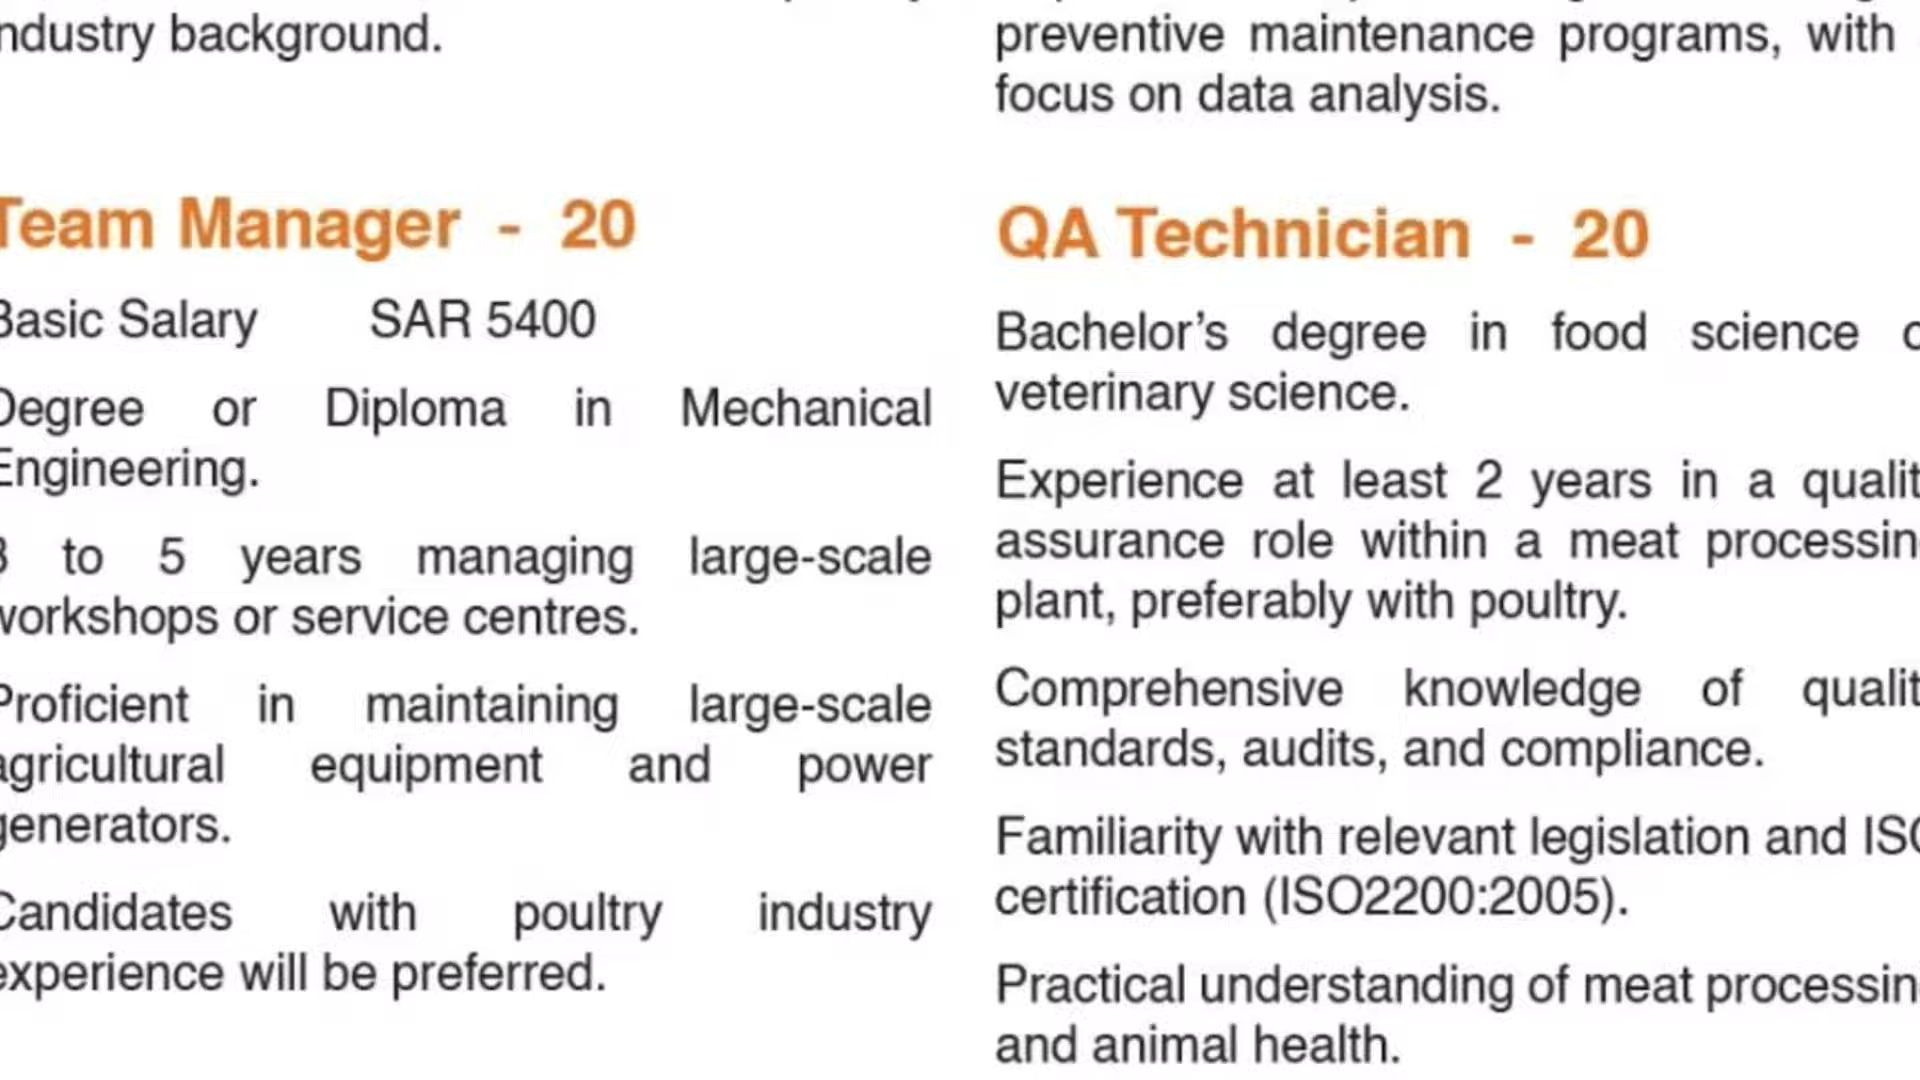 ndustry background.
Team Manager - 20
Basic Salary SAR 5400
Degree or Diploma in Mechanical
Engineering.
3 to 5 years managing large-scale
workshops or service centres.
Proficient in maintaining large-scale
agricultural equipment and power
generators.
Candidates with poultry industry
experience will be preferred.
preventive maintenance programs, with
focus on data analysis.
QA Technician - 20
Bachelor’s degree in food science o
veterinary science.
Experience at least 2 years in a qualit
assurance role within a meat processin
plant, preferably with poultry.
Comprehensive knowledge of qualit
standards, audits, and compliance.
Familiarity with relevant legislation and ISO
certification (ISO2200:2005).
Practical understanding of meat processin
and animal health.